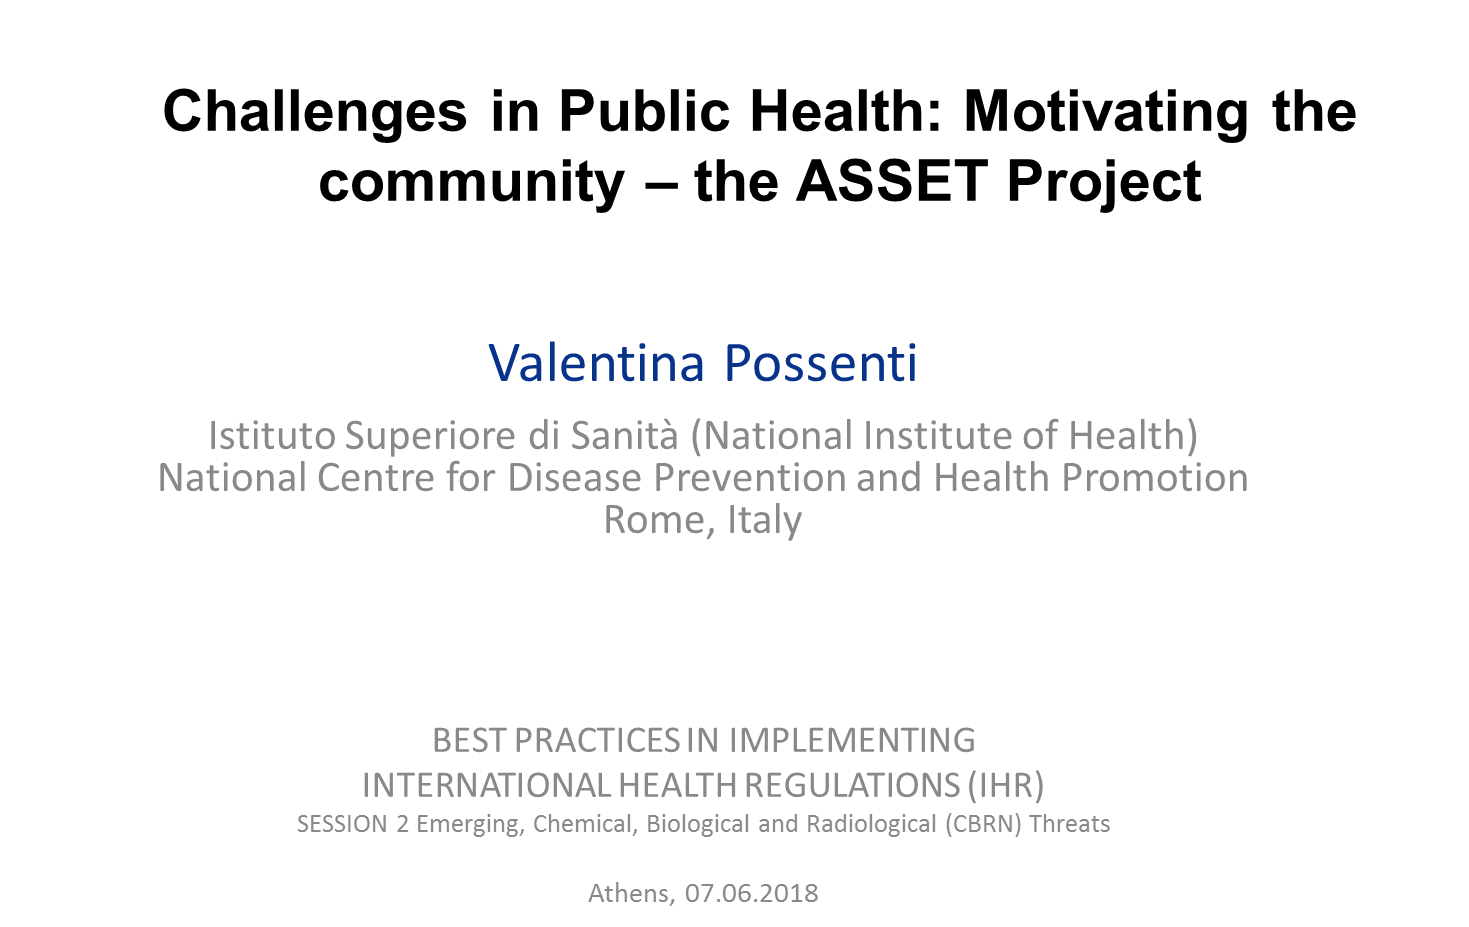 Challenges in Public Health: Motivating the
community – the ASSET Project
Valentina Possenti
Istituto Superiore di Sanità (National Institute of Health)
National Centre for Disease Prevention and Health Promotion
Rome, Italy
BEST PRACTICES IN IMPLEMENTING
INTERNATIONAL HEALTH REGULATIONS (IHR)
SESSION 2 Emerging, Chemical, Biological and Radiological (CBRN) Threats
Athens, 07.06.2018